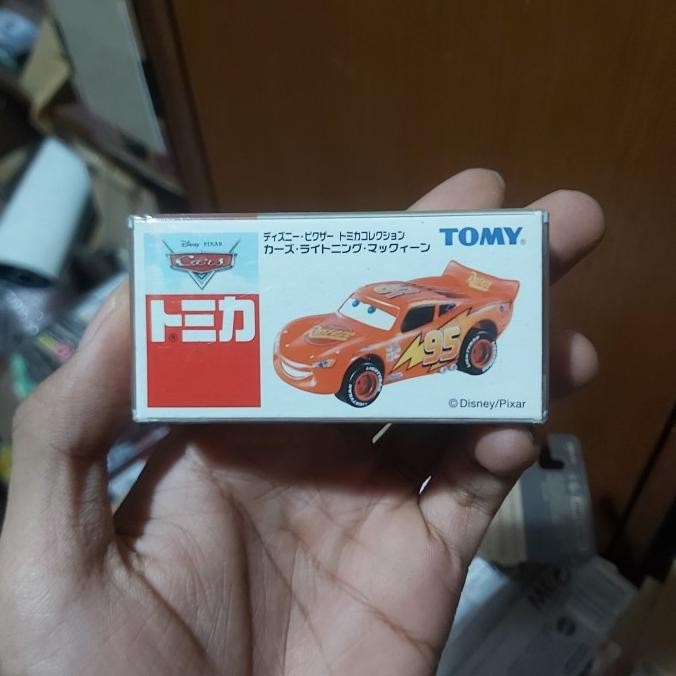 Disney PIXAR
Cars
トミカ®
ディズニー・ピクサー トミカコレクション
カーズ・ライトニング・マックィーン
TOMY®
95
©Disney/Pixar